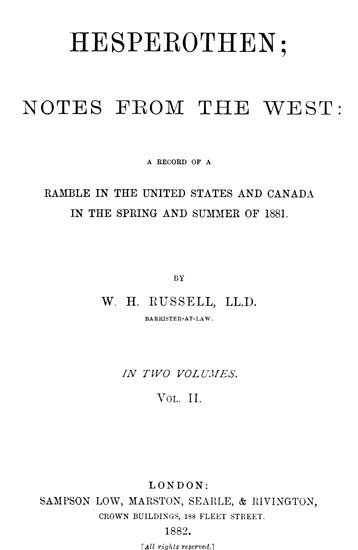 HESPEROTHEN;
NOTES FROM THE WEST:
A RECORD OF A
RAMBLE IN THE UNITED STATES AND CANADA
IN THE SPRING AND SUMMER OF 1881.
BY
W. H. RUSSELL, LL.D.
BARRISTER-AT-LAW.
IN TWO VOLUMES.
VOL. II.
LONDON:
SAMPSON LOW, MARSTON, SEARLE, & RIVINGTON,
CROWN BUILDINGS, 188 FLEET STREET.
1882.
[All rights reserved.]